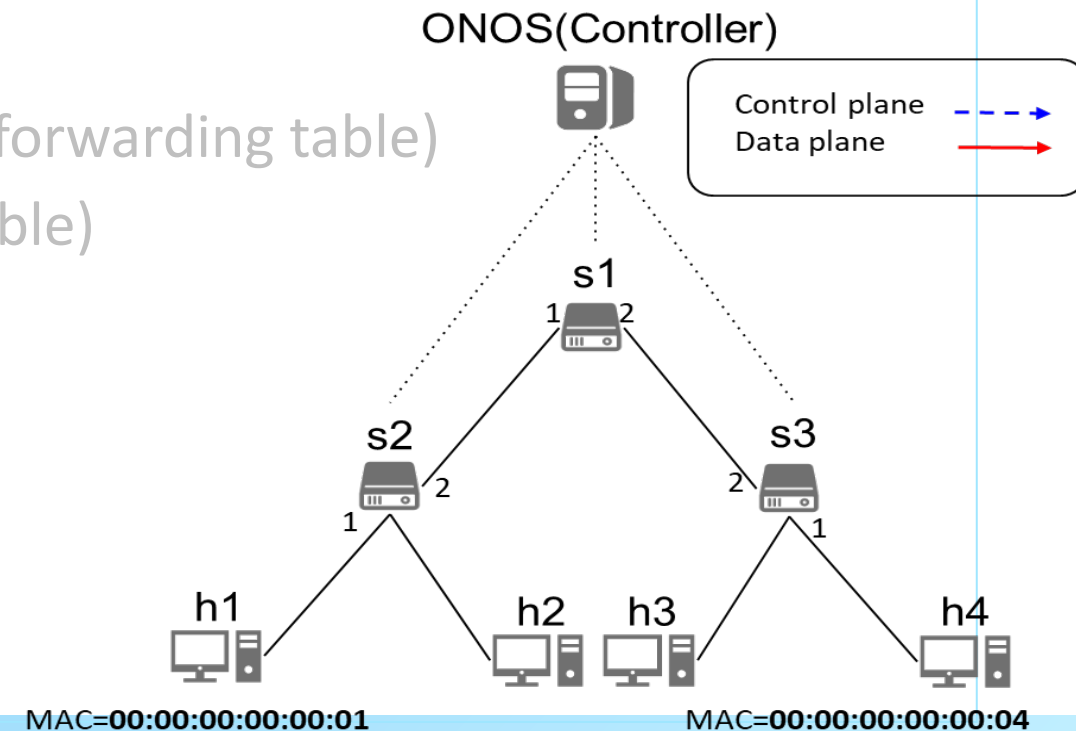 ONOS(Controller)
forwarding table)
ble)
Control plane
Data plane
s1
1
2
s2
2
1
s3
2
1
h1
h2
h3
h4
MAC=00:00:00:00:00:01
MAC=00:00:00:00:00:04